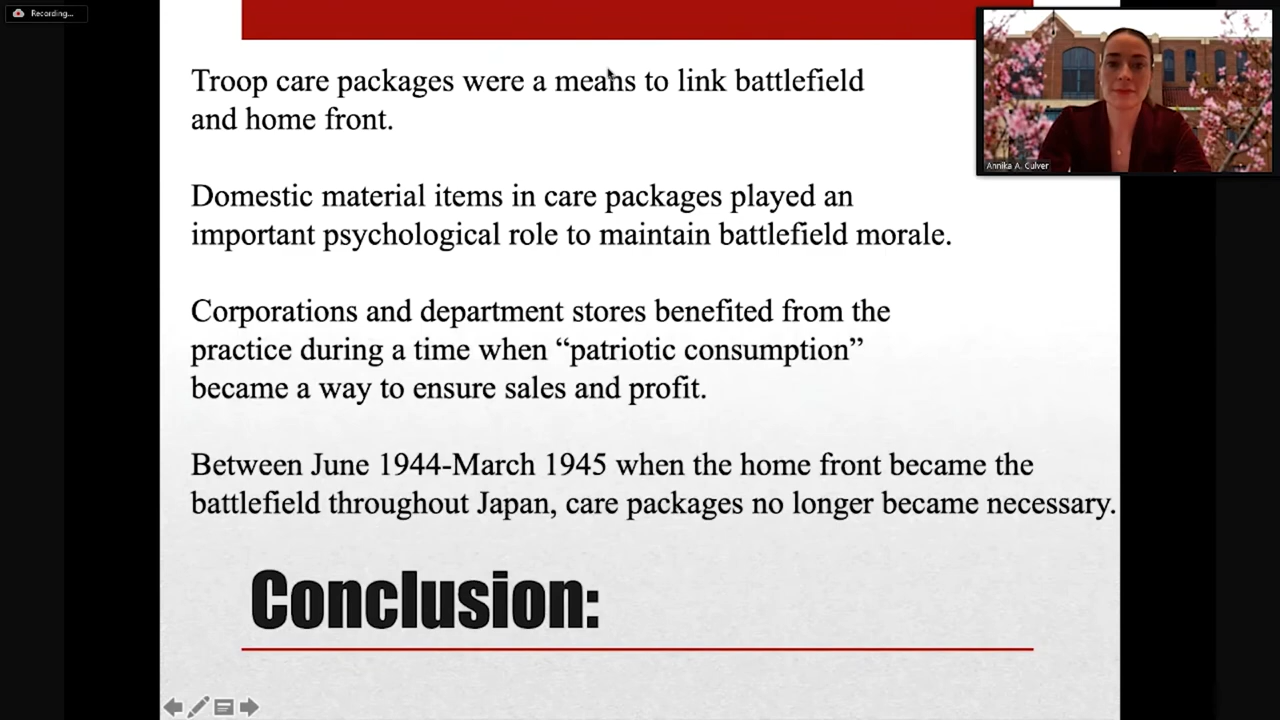 Recording...
Troop care packages were a means to link battlefield
and home front.
Annika A. Culver
Domestic material items in care packages played an
important psychological role to maintain battlefield morale.
Corporations and department stores benefited from the
practice during a time when “patriotic consumption”
became a way to ensure sales and profit.
Between June 1944-March 1945 when the home front became the
battlefield throughout Japan, care packages no longer became necessary.
Conclusion: